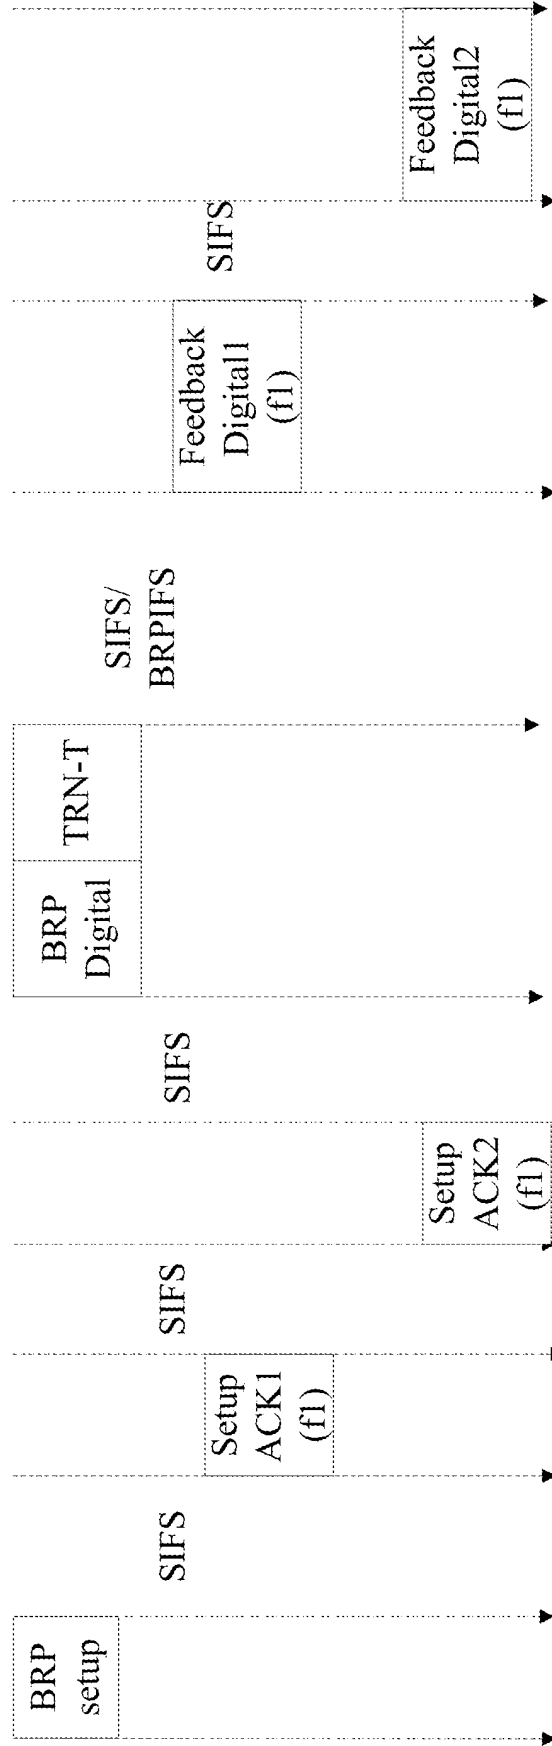 BRP
setup
SIFS
Setup
ACK1
(f1)
SIFS
Setup
ACK2
(f1)
SIFS
BRP
Digital
TRN-T
SIFS/
BRPIFS
Feedback
Digital1
(f1)
SIFS
Feedback
Digital2
(f1)